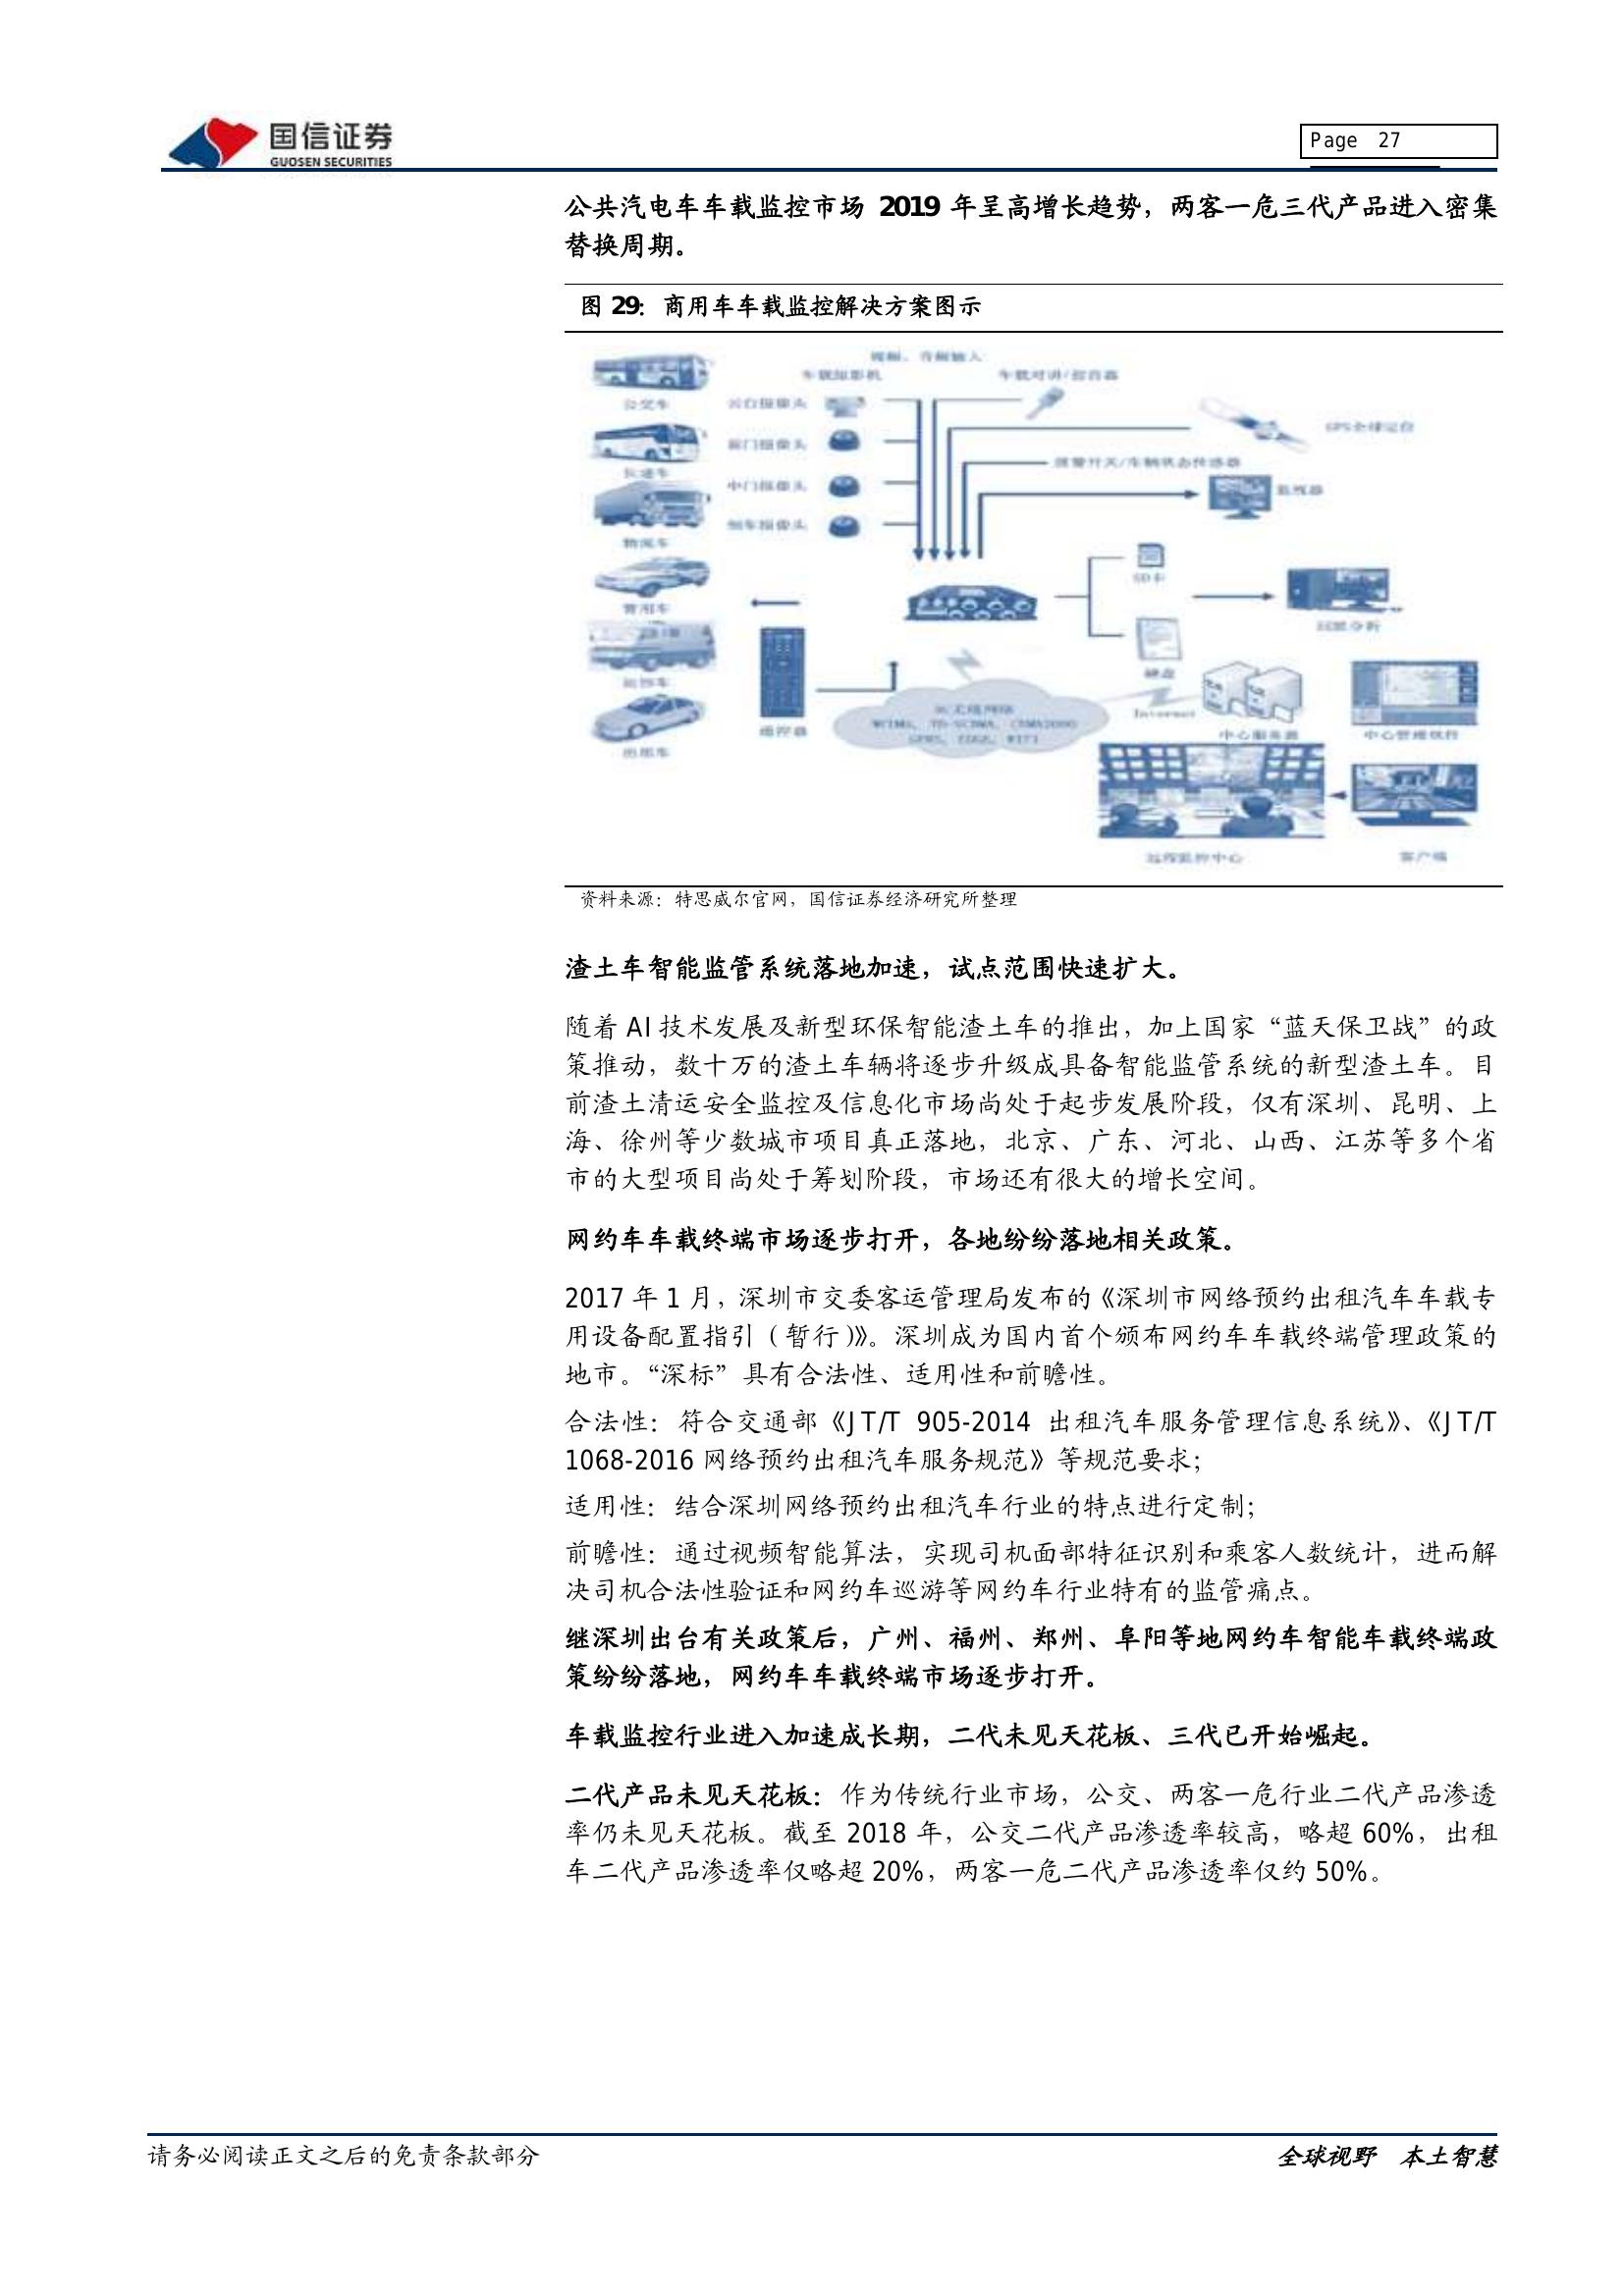 国信证券
GUOSEN SECURITIES
Page 27
公共汽电车车载监控市场 2019 年呈高增长趋势，两客一危三代产品进入密集
替换周期。
图 29：商用车车载监控解决方案图示
视频、音频输入
车载摄影机
车载对讲/拾音器
公交车
云台摄像头
GPS全球定位
前门摄像头
报警开关/车辆状态传感器
长途车
中门摄像头
监视器
倒车摄像头
物流车
SD卡
警用车
回放分析
硬盘
运钞车
3G无线网络
WCDMA、TD-SCDMA、CDMA2000
Internet
遥控器
中心服务器
中心管理软件
GPRS、EDGE、WIFI
出租车
远程监控中心
客户端
资料来源：特思威尔官网，国信证券经济研究所整理
渣土车智能监管系统落地加速，试点范围快速扩大。
随着 AI 技术发展及新型环保智能渣土车的推出，加上国家“蓝天保卫战”的政
策推动，数十万的渣土车辆将逐步升级成具备智能监管系统的新型渣土车。目
前渣土清运安全监控及信息化市场尚处于起步发展阶段，仅有深圳、昆明、上
海、徐州等少数城市项目真正落地，北京、广东、河北、山西、江苏等多个省
市的大型项目尚处于筹划阶段，市场还有很大的增长空间。
网约车车载终端市场逐步打开，各地纷纷落地相关政策。
2017 年 1 月，深圳市交委客运管理局发布的《深圳市网络预约出租汽车车载专
用设备配置指引（暂行）》。深圳成为国内首个颁布网约车车载终端管理政策的
地市。“深标”具有合法性、适用性和前瞻性。
合法性：符合交通部《JT/T 905-2014 出租汽车服务管理信息系统》、《JT/T
1068-2016 网络预约出租汽车服务规范》等规范要求；
适用性：结合深圳网络预约出租汽车行业的特点进行定制；
前瞻性：通过视频智能算法，实现司机面部特征识别和乘客人数统计，进而解
决司机合法性验证和网约车巡游等网约车行业特有的监管痛点。
继深圳出台有关政策后，广州、福州、郑州、阜阳等地网约车智能车载终端政
策纷纷落地，网约车车载终端市场逐步打开。
车载监控行业进入加速成长期，二代未见天花板、三代已开始崛起。
二代产品未见天花板：作为传统行业市场，公交、两客一危行业二代产品渗透
率仍未见天花板。截至 2018 年，公交二代产品渗透率较高，略超 60%，出租
车二代产品渗透率仅略超 20%，两客一危二代产品渗透率仅约 50%。
请务必阅读正文之后的免责条款部分
全球视野 本土智慧